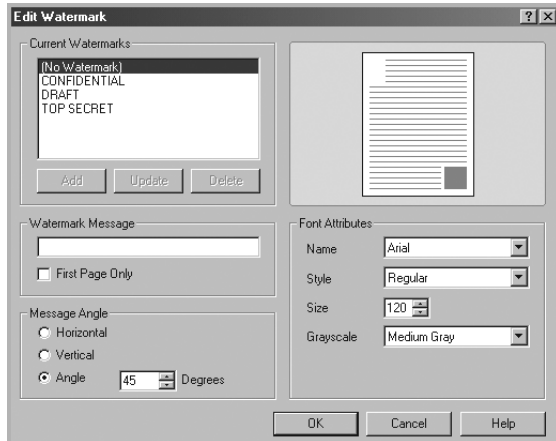 Edit Watermark
Current Watermarks
(No Watermark)
CONFIDENTIAL
DRAFT
TOP SECRET
Add Update Delete
Watermark Message
First Page Only
Message Angle
Horizontal
Vertical
Angle 45 Degrees
Font Attributes
Name Arial
Style Regular
Size 120
Grayscale Medium Gray
OK Cancel Help